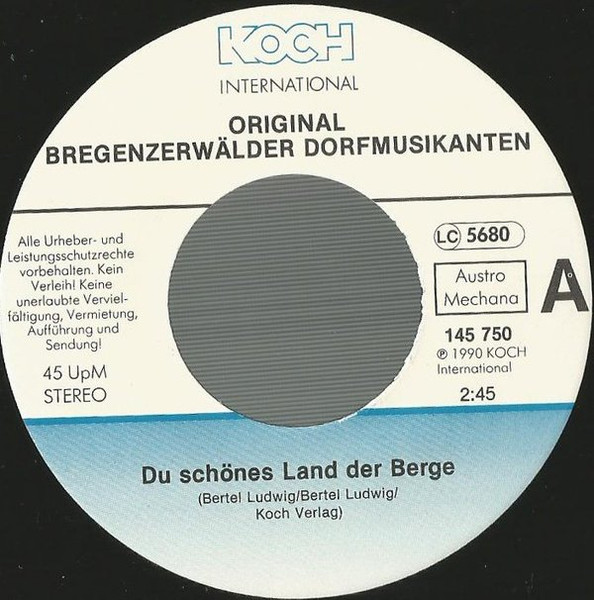 KOCH
INTERNATIONAL
ORIGINAL
BREGENZERWÄLDER DORFMUSIKANTEN
Alle Urheber- und
Leistungsschutzrechte
vorbehalten. Kein
Verleih! Keine
unerlaubte Verviel-
fältigung, Vermietung,
Aufführung und
Sendung!
45 UpM
STEREO
LC 5680
Austro
Mechana
A
145 750
℗ 1990 KOCH
International
2:45
Du schönes Land der Berge
(Bertel Ludwig/Bertel Ludwig/
Koch Verlag)